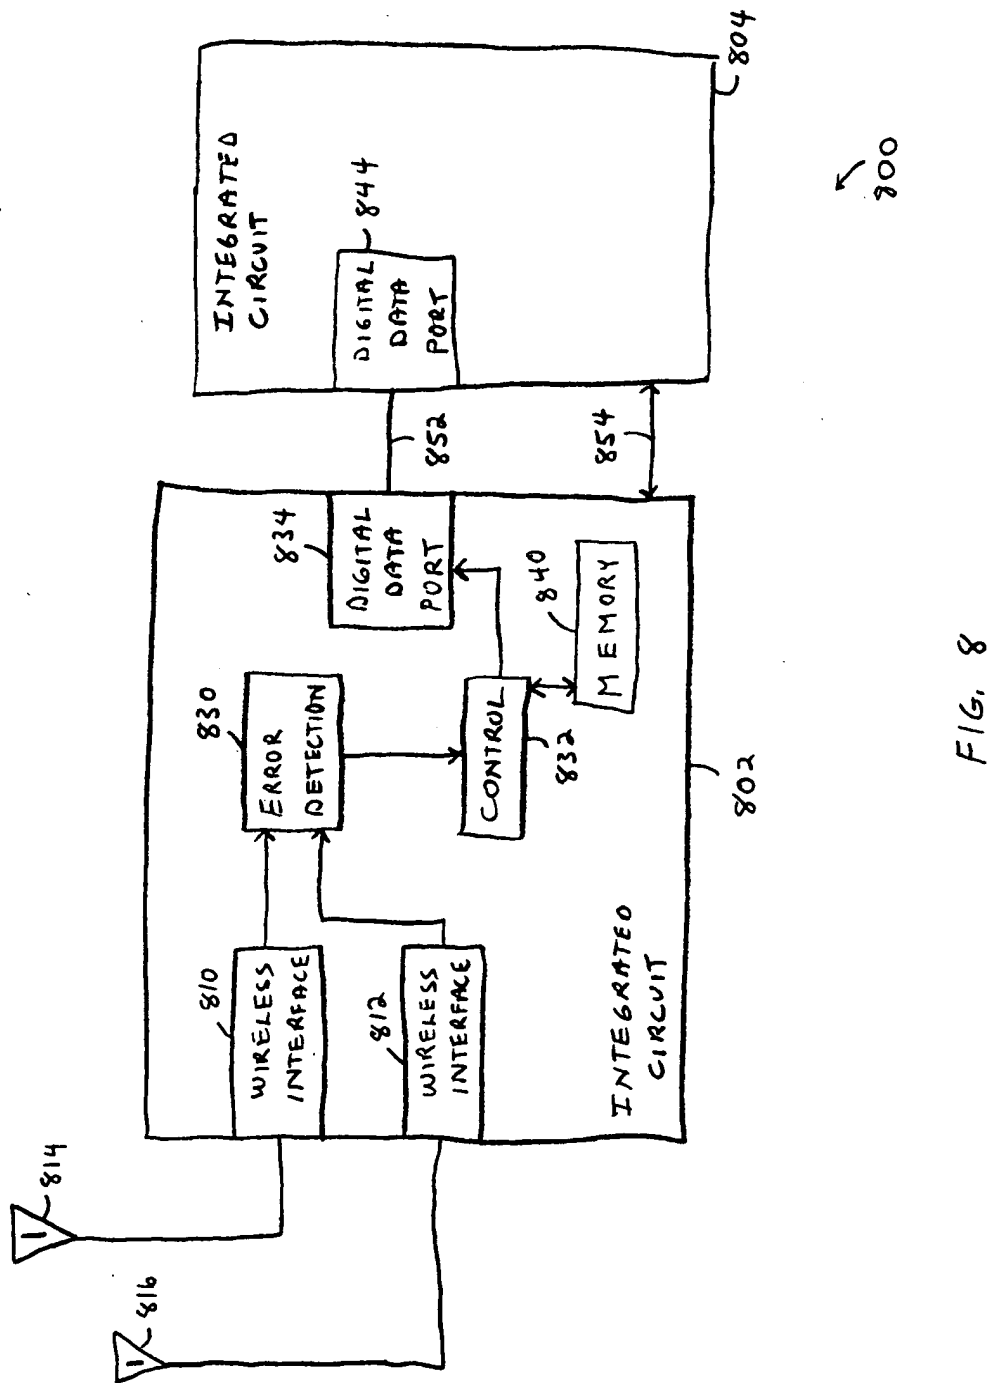 814
816
810
WIRELESS
INTERFACE
812
WIRELESS
INTERFACE
830
ERROR
DETECTION
834
DIGITAL
DATA
PORT
CONTROL
832
840
MEMORY
INTEGRATED
CIRCUIT
802
852
854
INTEGRATED
CIRCUIT
844
DIGITAL
DATA
PORT
804
800
FIG. 8